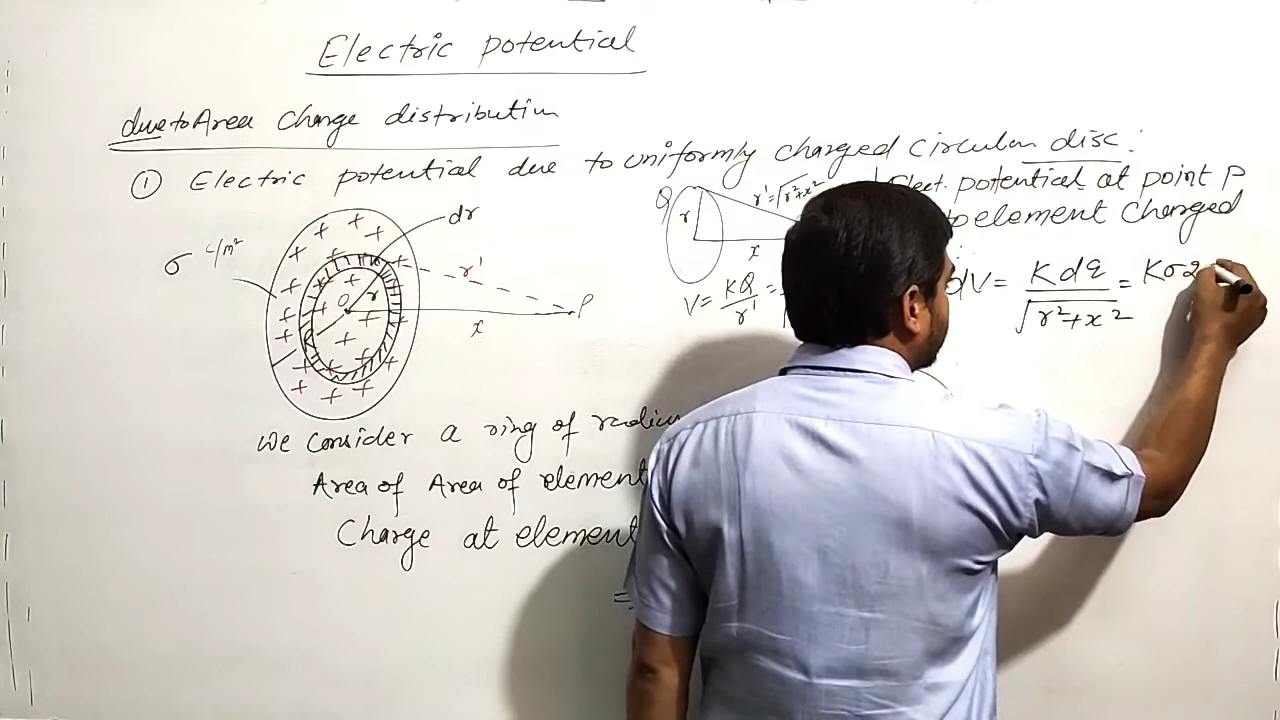 Electric potential
due to Area Charge distribution
① Electric potential due to uniformly charged circular disc:
σ C/m²
dr
r'
O
r
x
P
Q
r
r' = √r²+x²
x
V = KQ / r' =
Elect. potential at point P
to element charged
dV = K dq / √r²+x² = Kσ2
We consider a ring of radius
Area of Area of element
Charge at element
=